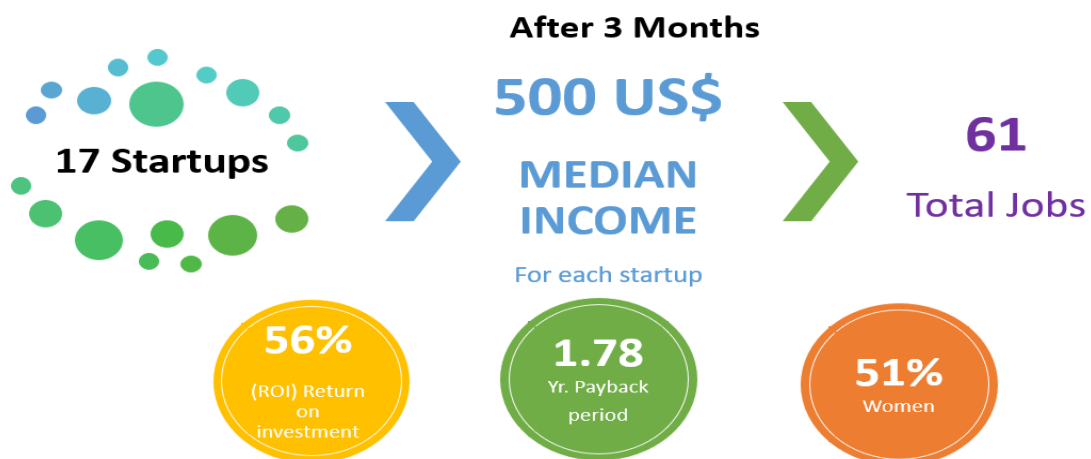 After 3 Months
17 Startups
500 US$
MEDIAN
INCOME
For each startup
61
Total Jobs
56%
(ROI) Return
on
investment
1.78
Yr. Payback
period
51%
Women